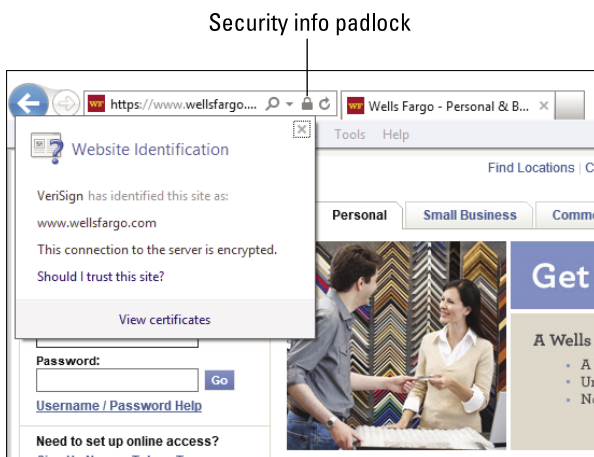 Security info padlock
WF https://www.wellsfargo....
WF Wells Fargo - Personal & B...
Tools Help
Website Identification
VeriSign has identified this site as:
www.wellsfargo.com
This connection to the server is encrypted.
Should I trust this site?
View certificates
Find Locations
Personal
Small Business
Get
A Wells
A
Password:
Go
Username / Password Help
Need to set up online access?